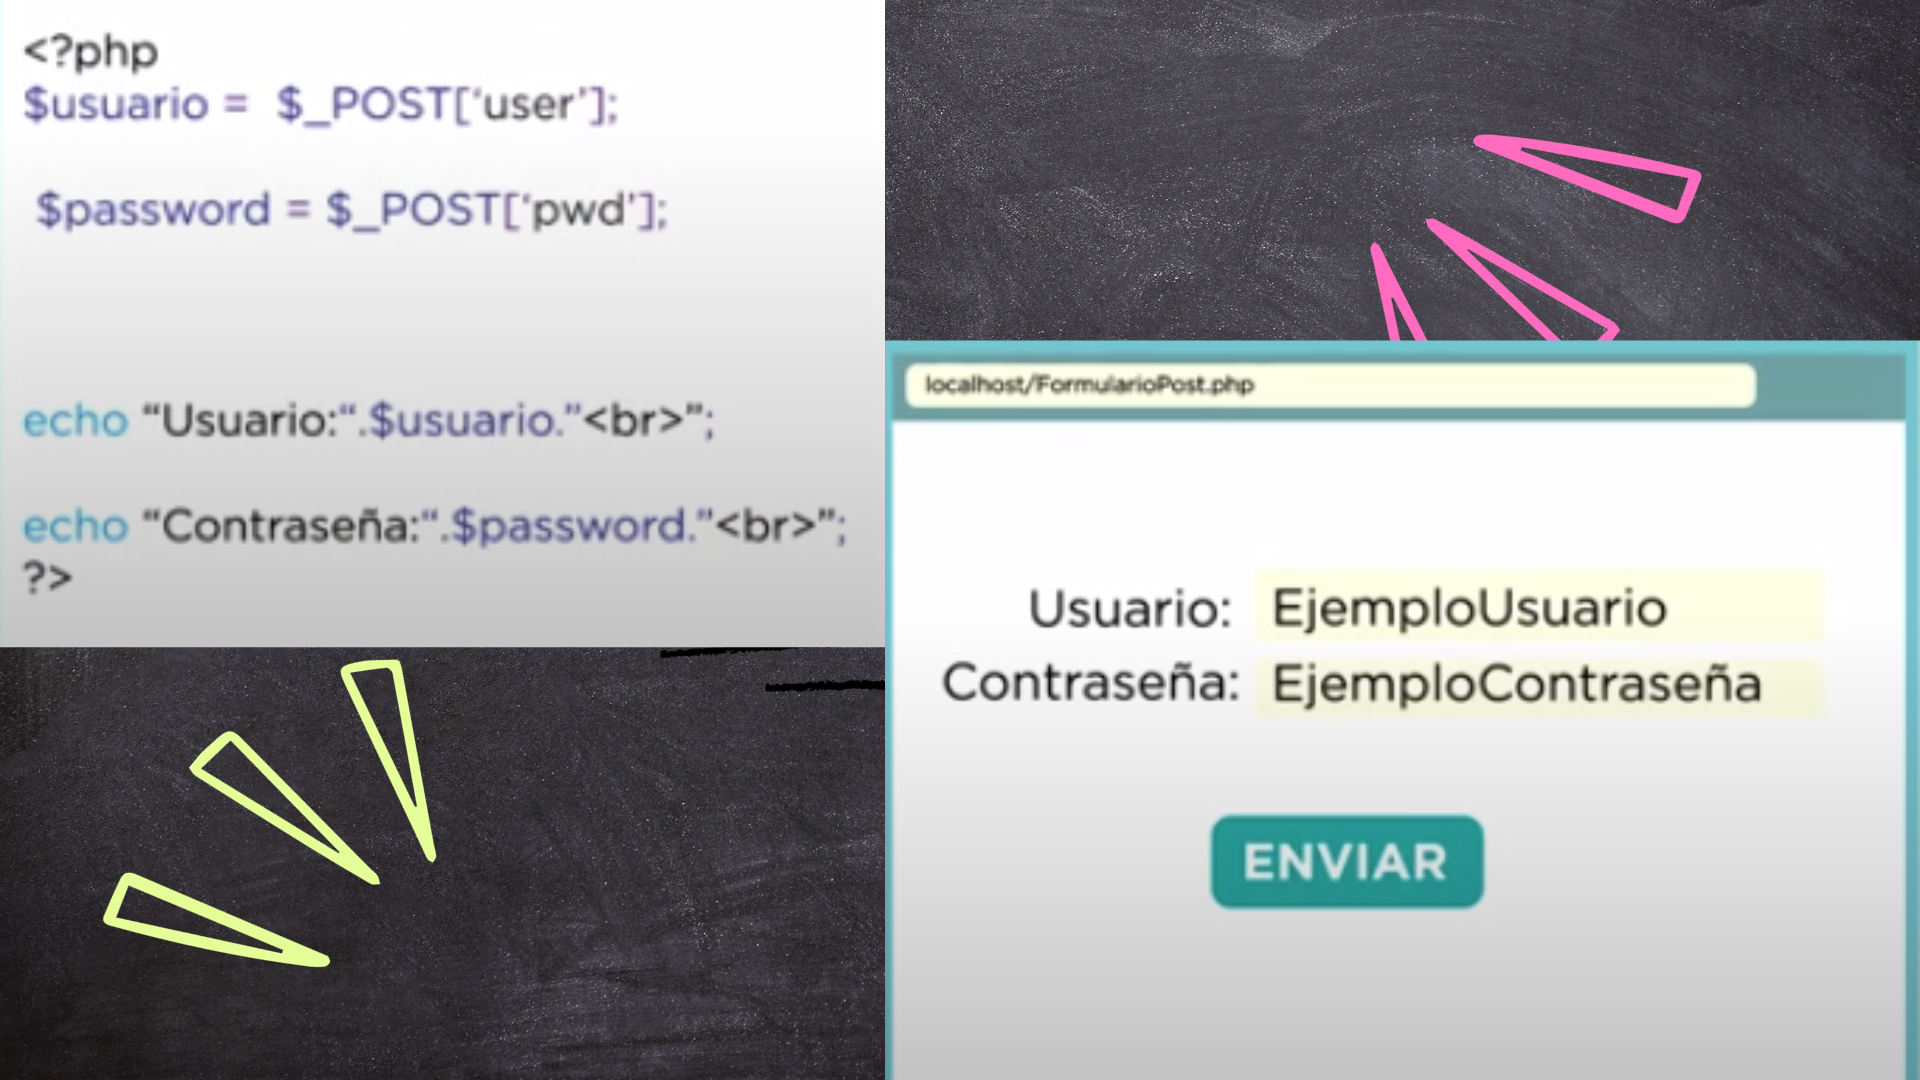 <?php
$usuario = $_POST[‘user’];
$password = $_POST[‘pwd’];
echo “Usuario:“.$usuario.”<br>”;
echo “Contraseña:“.$password.”<br>”;
?>
localhost/FormularioPost.php
Usuario: EjemploUsuario
Contraseña: EjemploContraseña
ENVIAR